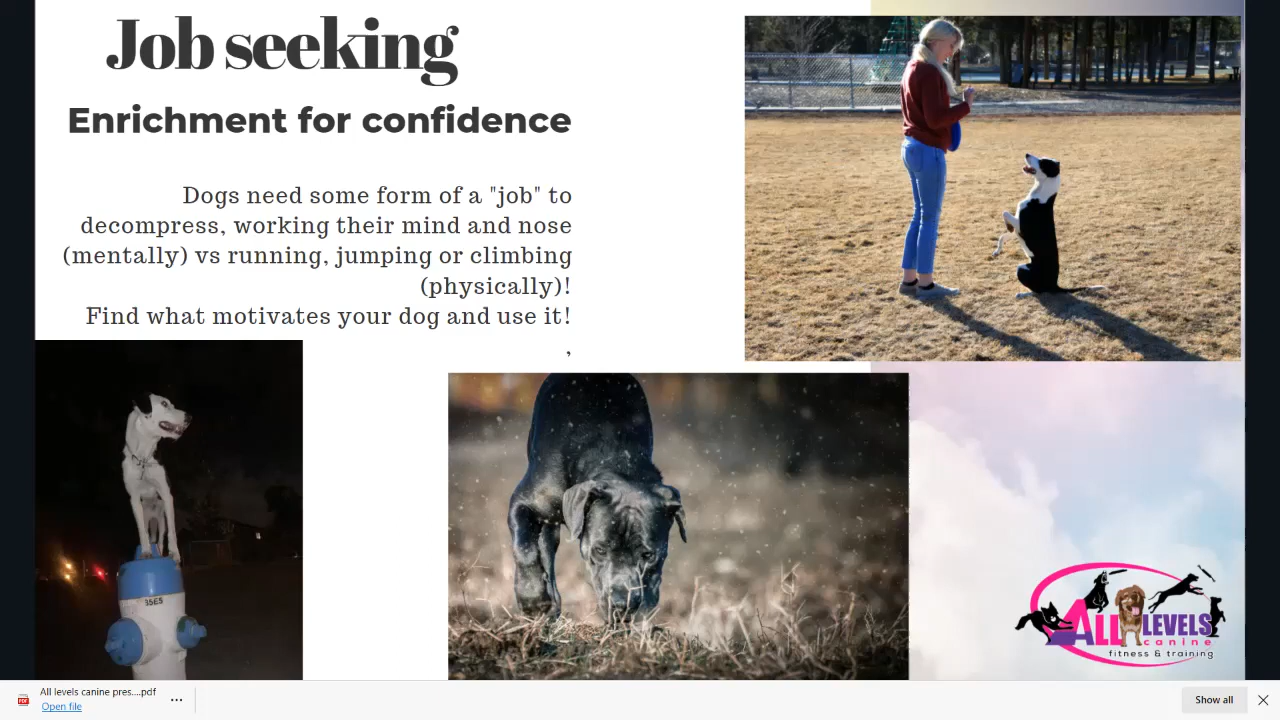 Job seeking
Enrichment for confidence
Dogs need some form of a "job" to
decompress, working their mind and nose
(mentally) vs running, jumping or climbing
(physically)!
Find what motivates your dog and use it!
,
ALL LEVELS
canine
fitness & training
All levels canine pres....pdf
Open file
Show all